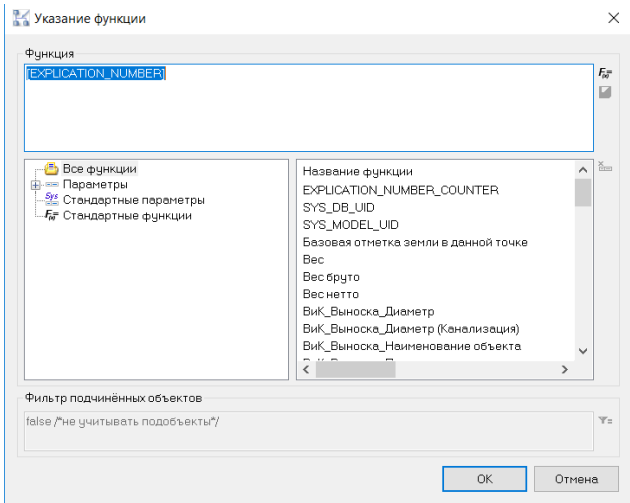 Указание функции
Функция
[EXPLICATION_NUMBER]
F(x)=
Все функции
Параметры
Sys Стандартные параметры
F(x)= Стандартные функции
Название функции
EXPLICATION_NUMBER_COUNTER
SYS_DB_UID
SYS_MODEL_UID
Базовая отметка земли в данной точке
Вес
Вес брутто
Вес нетто
ВиК_Выноска_Диаметр
ВиК_Выноска_Диаметр (Канализация)
ВиК_Выноска_Наименование объекта
Фильтр подчинённых объектов
false /*не учитывать подобъекты*/
OK
Отмена